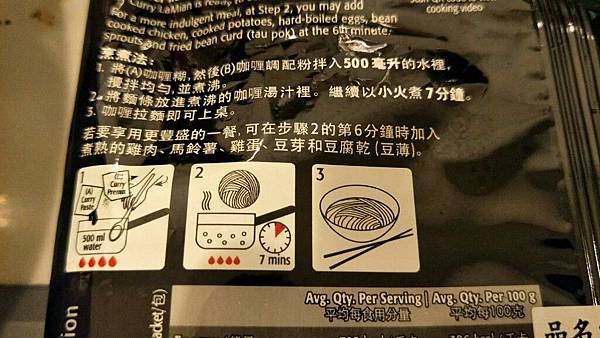 For a more indulgent meal, at Step 2, you may add
cooked chicken, cooked potatoes, hard-boiled eggs, bean
sprouts and fried bean curd (tau pok) at the 6th minute.
cooking video
烹煮法:
1. 將(A)咖喱糊,然後(B)咖喱調配粉拌入500毫升的水裡,
攪拌均勻,並煮沸。
2. 將麵條放進煮沸的咖喱湯汁裡。 繼續以小火煮7分鐘。
3. 咖喱拉麵即可上桌。
若要享用更豐盛的一餐, 可在步驟2的第6分鐘時加入
煮熟的雞肉、馬鈴薯、雞蛋、豆芽和豆腐乾 (豆薄)。
1
(A)
Curry
Paste
Curry
Premix
500 ml
water
2
7 mins
3
Avg. Qty. Per Serving | Avg. Qty. Per 100 g
平均每食用分量
平均每100克
品名